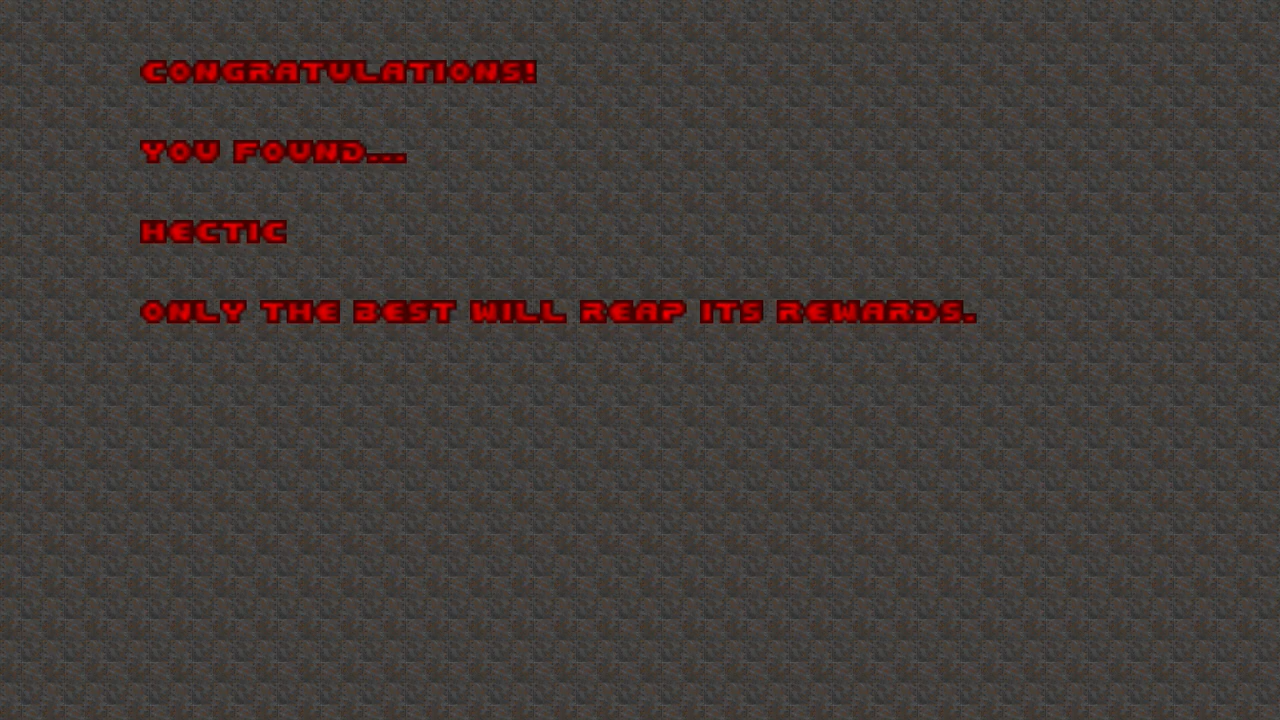 CONGRATULATIONS!
YOU FOUND...
HECTIC
ONLY THE BEST WILL REAP ITS REWARDS.